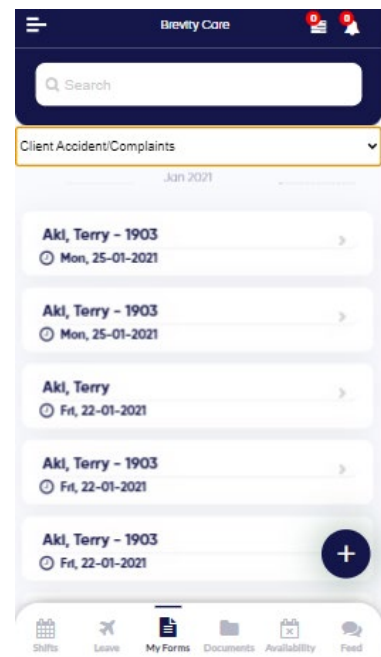 Brevity Care
0
0
Search
Client Accident/Complaints
Jan 2021
Aki, Terry - 1903
Mon, 25-01-2021
Aki, Terry - 1903
Mon, 25-01-2021
Aki, Terry
Fri, 22-01-2021
Aki, Terry - 1903
Fri, 22-01-2021
Aki, Terry - 1903
Fri, 22-01-2021
+
Shifts Leave My Forms Documents Availability Feed